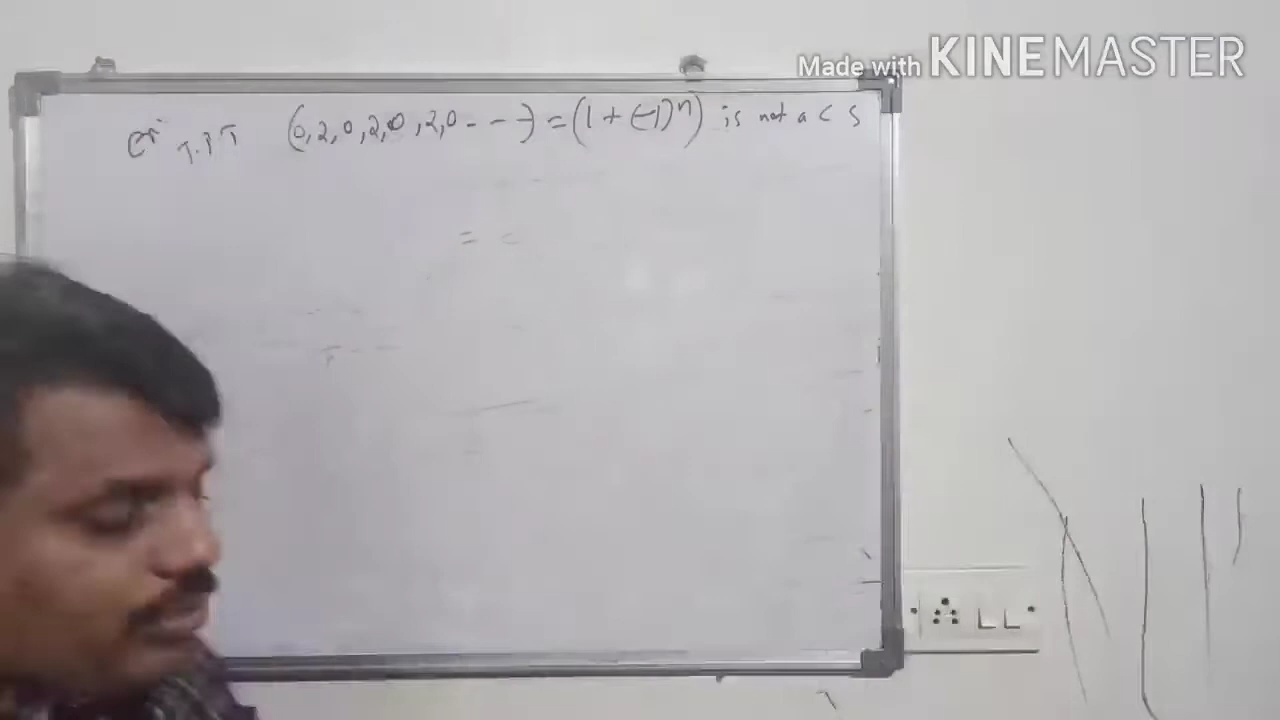 Made with KINEMASTER
Ex T.P.T (0, 2, 0, 2, 0, 2, 0 - - -) = (1 + (-1)^n) is not a C S